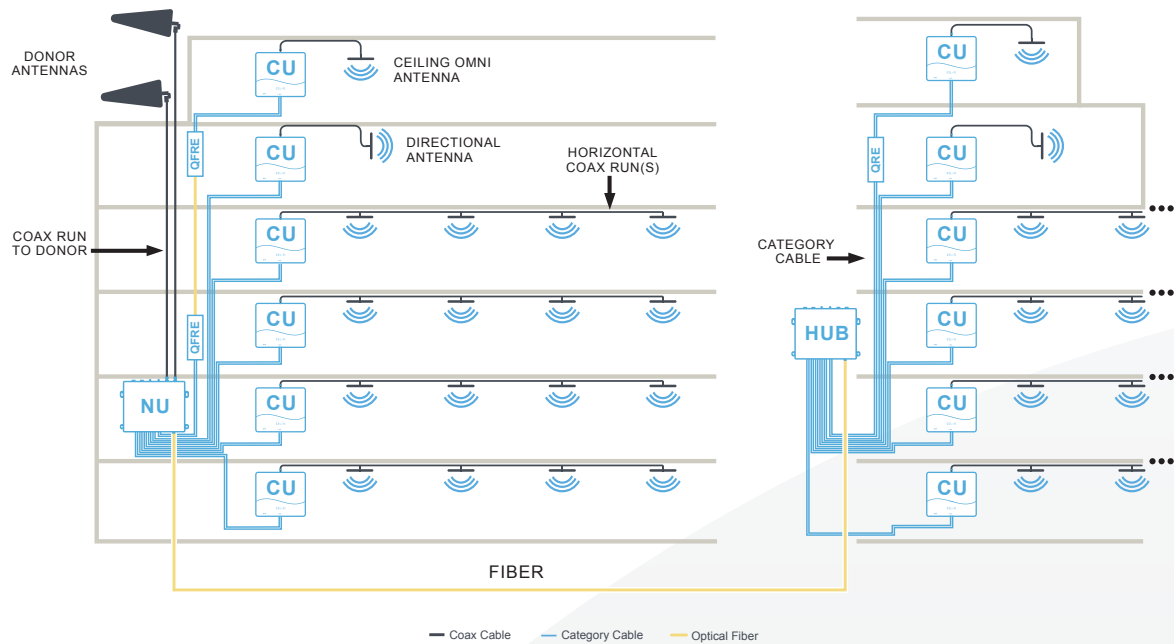 DONOR
ANTENNAS
CU
CEILING OMNI
ANTENNA
CU
QFRE
CU
DIRECTIONAL
ANTENNA
HORIZONTAL
COAX RUN(S)
QRE
CU
COAX RUN
TO DONOR
CU
CATEGORY
CABLE
CU
QFRE
CU
HUB
CU
NU
CU
CU
CU
CU
FIBER
Coax Cable
Category Cable
Optical Fiber